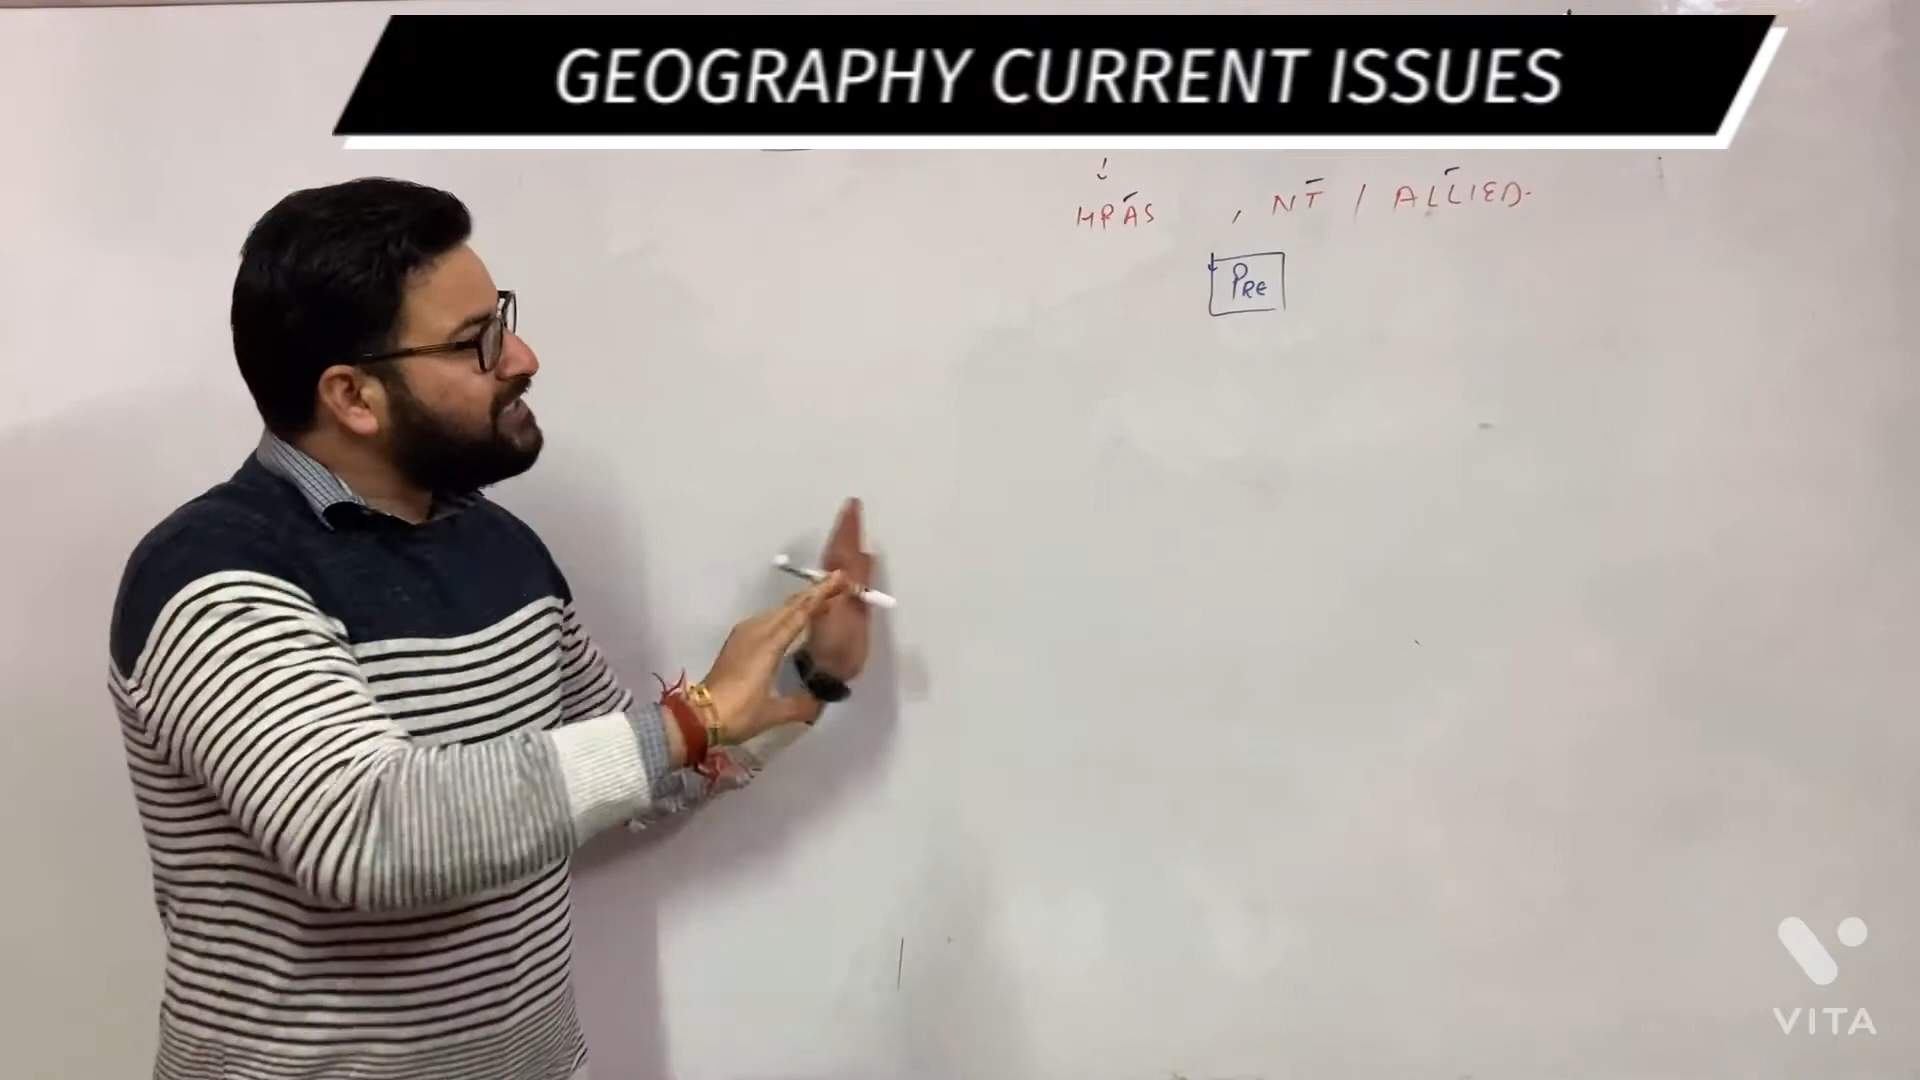 GEOGRAPHY CURRENT ISSUES
HPAS , NT / ALLIED.
PRE
VITA